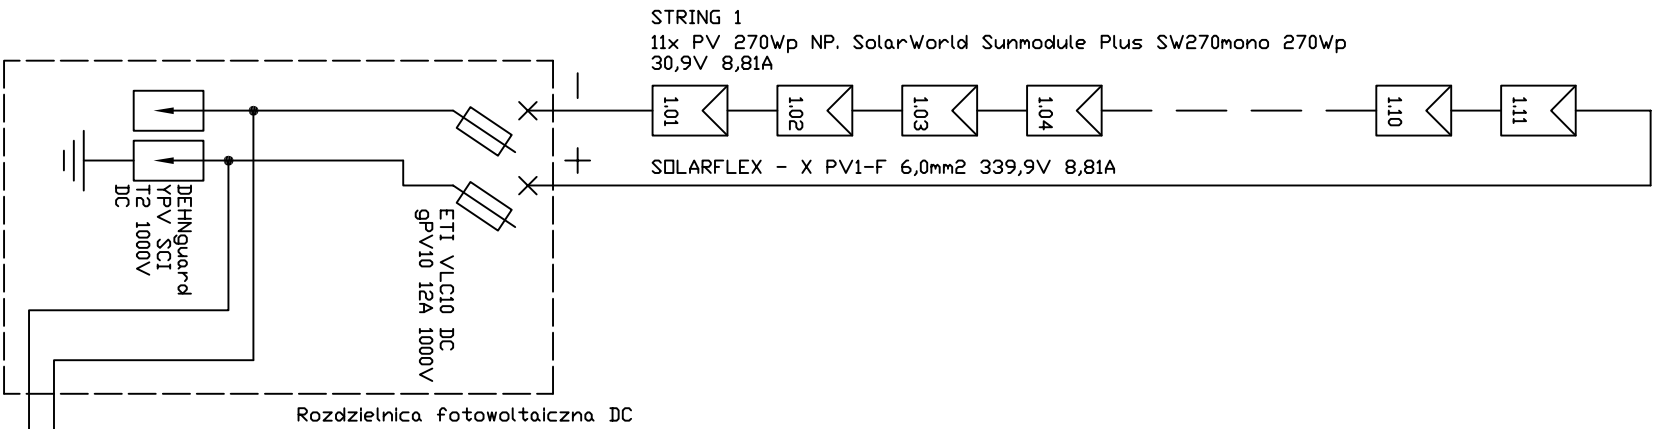 STRING 1
11x PV 270Wp NP. SolarWorld Sunmodule Plus SW270mono 270Wp
30,9V 8,81A
1.01
1.02
1.03
1.04
1.10
1.11
SOLARFLEX - X PV1-F 6,0mm2 339,9V 8,81A
DEHNguard
YPV SCI
T2 1000V
DC
ETI VLC10 DC
gPV10 12A 1000V
Rozdzielnica fotowoltaiczna DC